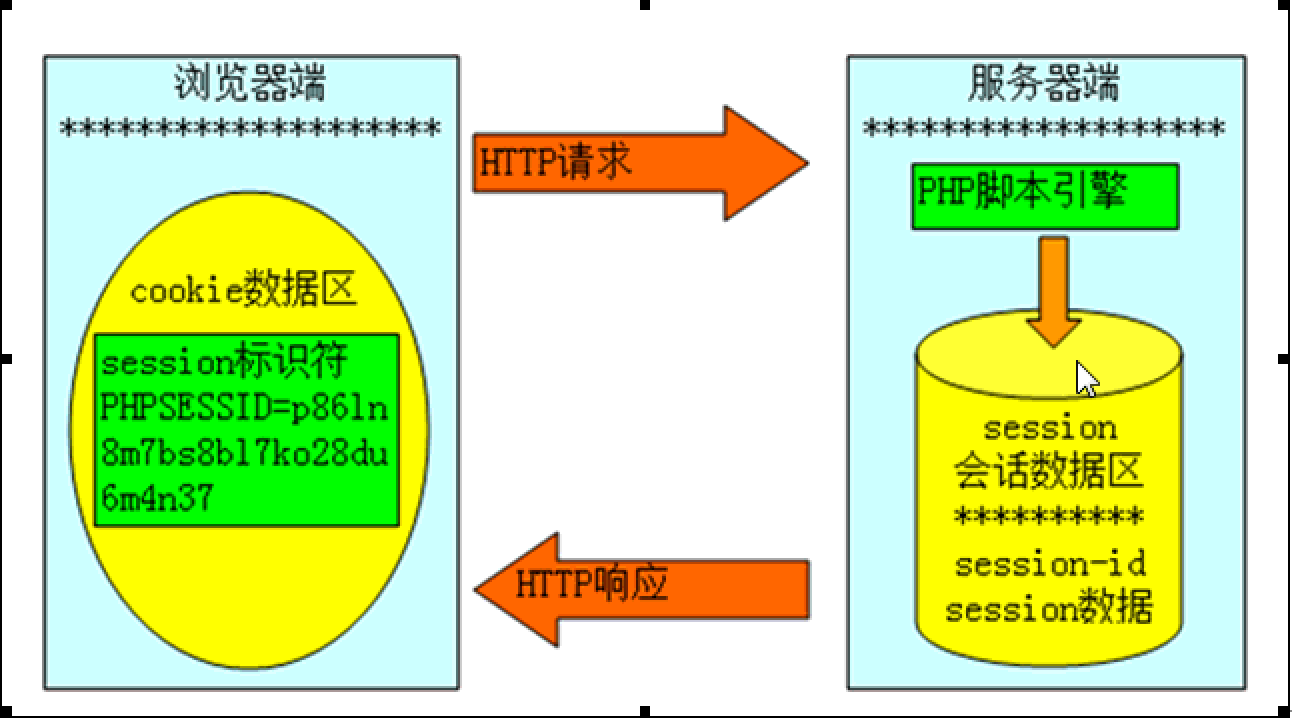 浏览器端
********************
cookie数据区
session标识符
PHPSESSID=p86ln
8m7bs8bl7ko28du
6m4n37
HTTP请求
HTTP响应
服务器端
*******************
PHP脚本引擎
session
会话数据区
**********
session-id
session数据